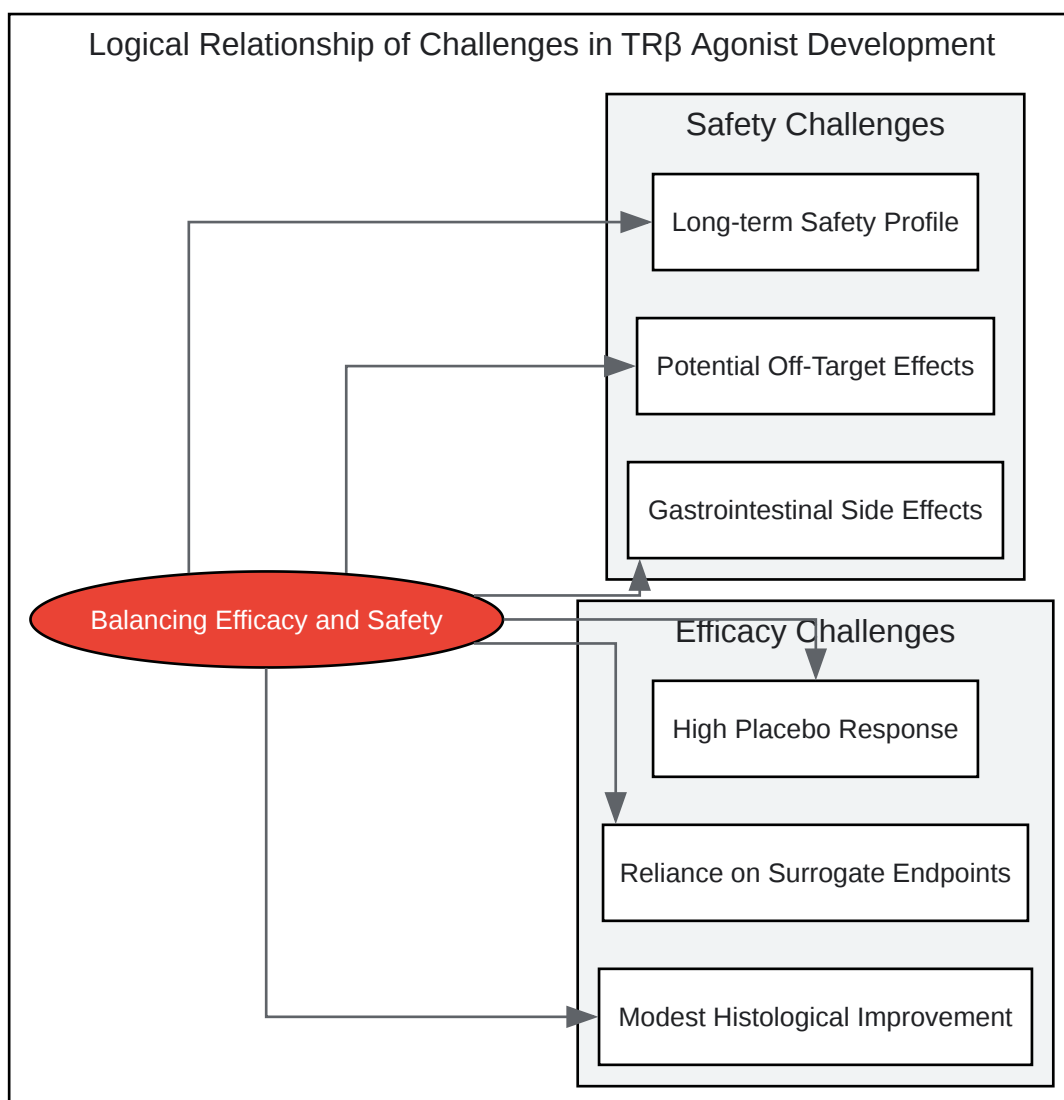 Logical Relationship of Challenges in TRβ Agonist Development
Safety Challenges
Long-term Safety Profile
Potential Off-Target Effects
Gastrointestinal Side Effects
Balancing Efficacy and Safety
Efficacy Challenges
High Placebo Response
Reliance on Surrogate Endpoints
Modest Histological Improvement